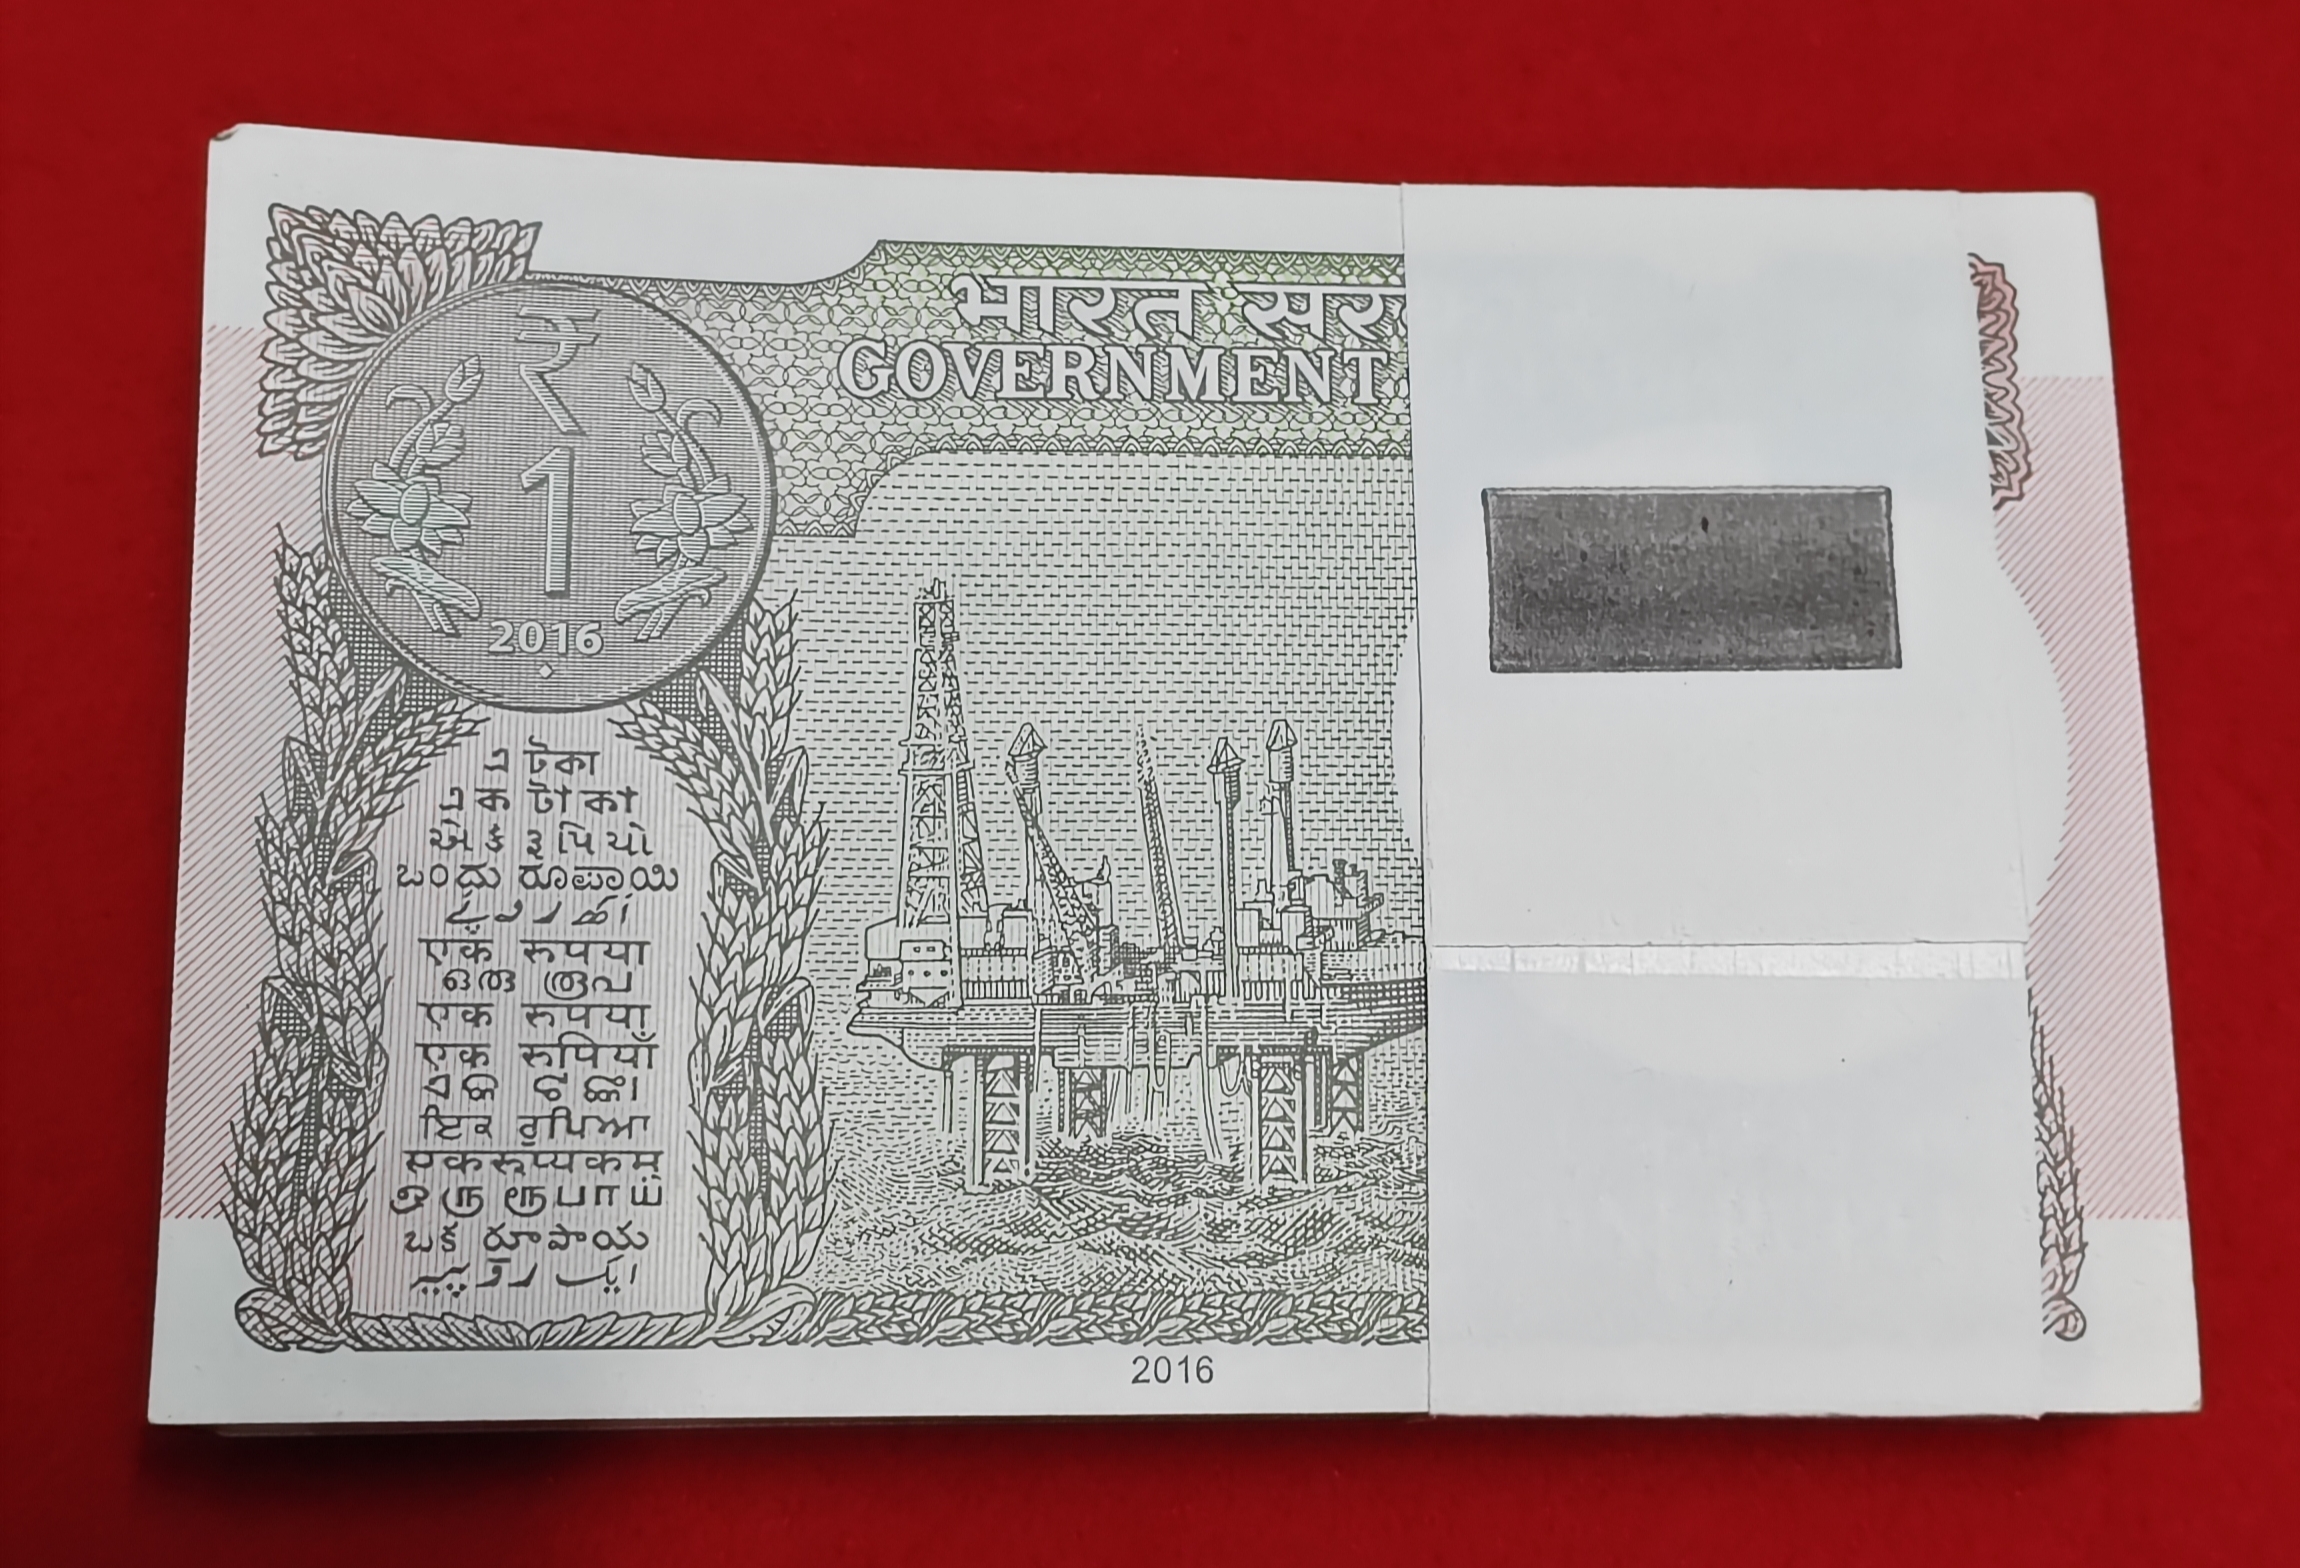 भारत सर
GOVERNMENT
₹
1
2016
এ টকা
এক টাকা
એક રૂપિયો
ಒಂದು ರೂಪಾಯಿ
एक रुपया
ഒരു രൂപ
एक रुपया
एक रुपियाँ
ଏକ ଟଙ୍କା
ਇਕ ਰੁਪਿਆ
एकरूप्यकम्
ஒரு ரூபாய்
ఒక రూపాయి
ایک روپیہ
2016